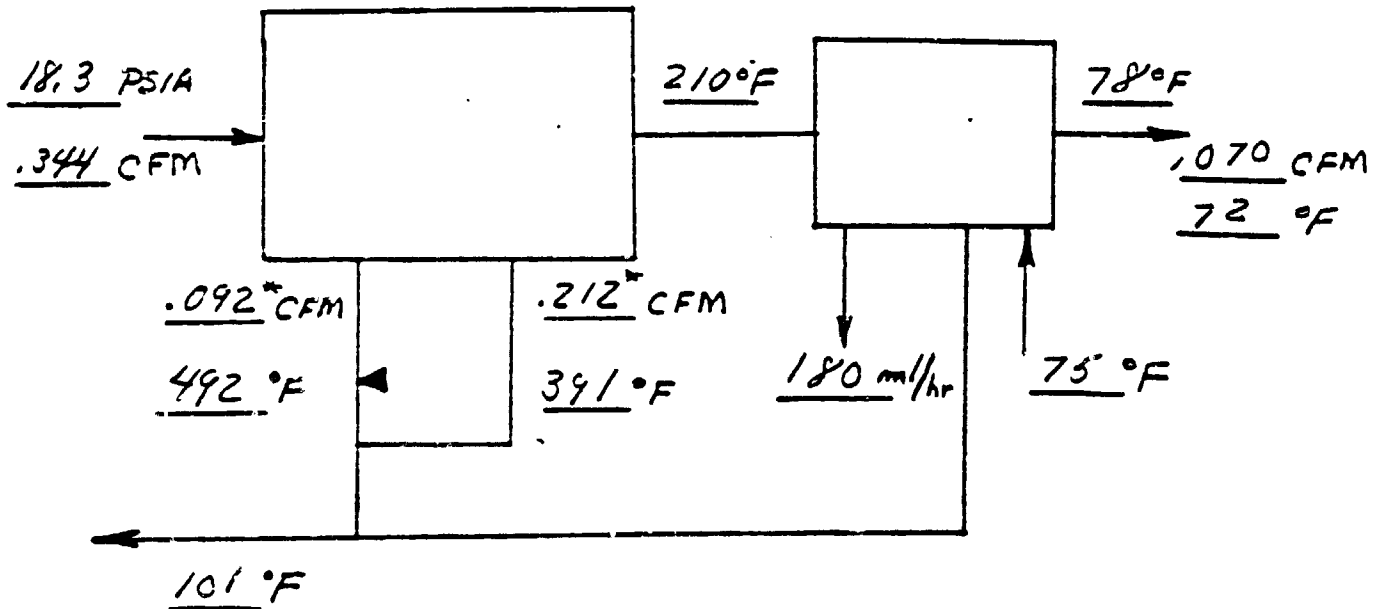 18.3 PSIA
.344 CFM
210°F
78°F
.070 CFM
72 °F
.092* CFM
492 °F
.212* CFM
391 °F
180 ml/hr
75 °F
101 °F